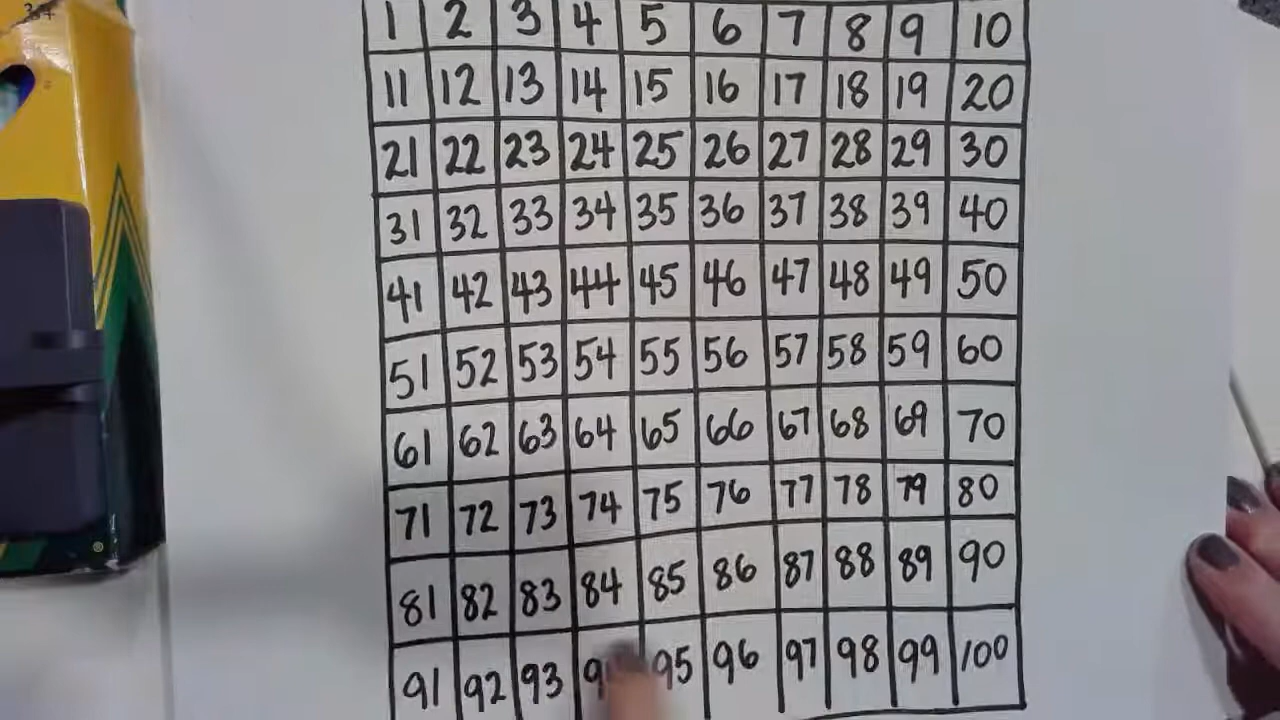 1 2 3 4 5 6 7 8 9 10
11 12 13 14 15 16 17 18 19 20
21 22 23 24 25 26 27 28 29 30
31 32 33 34 35 36 37 38 39 40
41 42 43 44 45 46 47 48 49 50
51 52 53 54 55 56 57 58 59 60
61 62 63 64 65 66 67 68 69 70
71 72 73 74 75 76 77 78 79 80
81 82 83 84 85 86 87 88 89 90
91 92 93 95 96 97 98 99 100